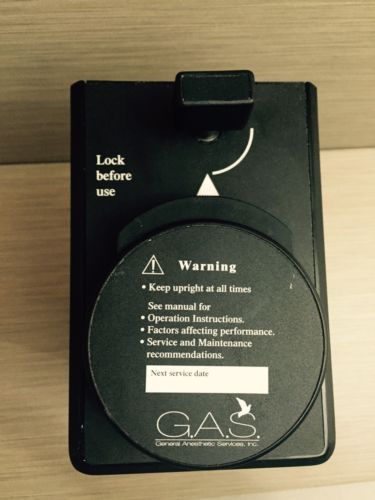 Lock
before
use
Warning
• Keep upright at all times
See manual for
• Operation Instructions.
• Factors affecting performance.
• Service and Maintenance
recommendations.
Next service date
G.A.S.
General Anesthetic Services, Inc.